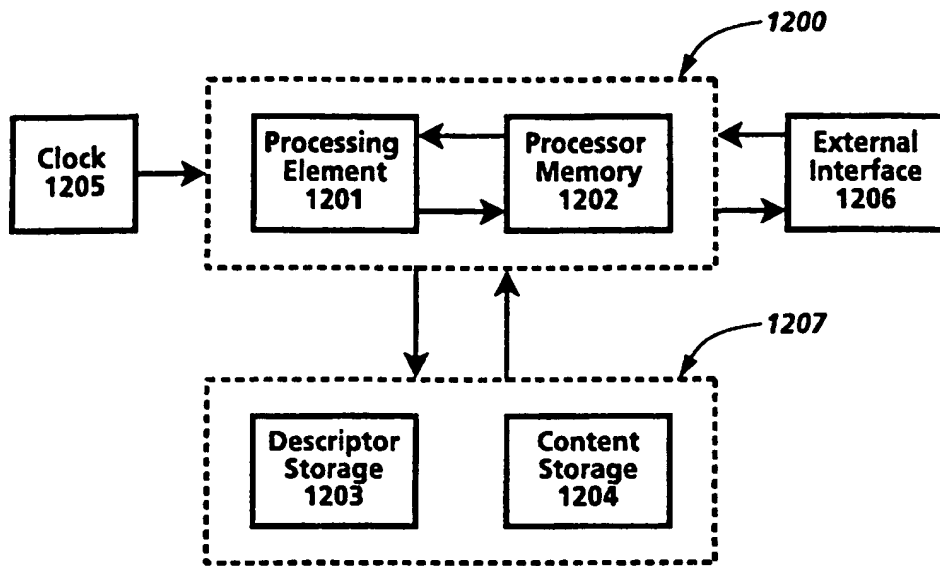 1200
Clock
1205
Processing
Element
1201
Processor
Memory
1202
External
Interface
1206
1207
Descriptor
Storage
1203
Content
Storage
1204